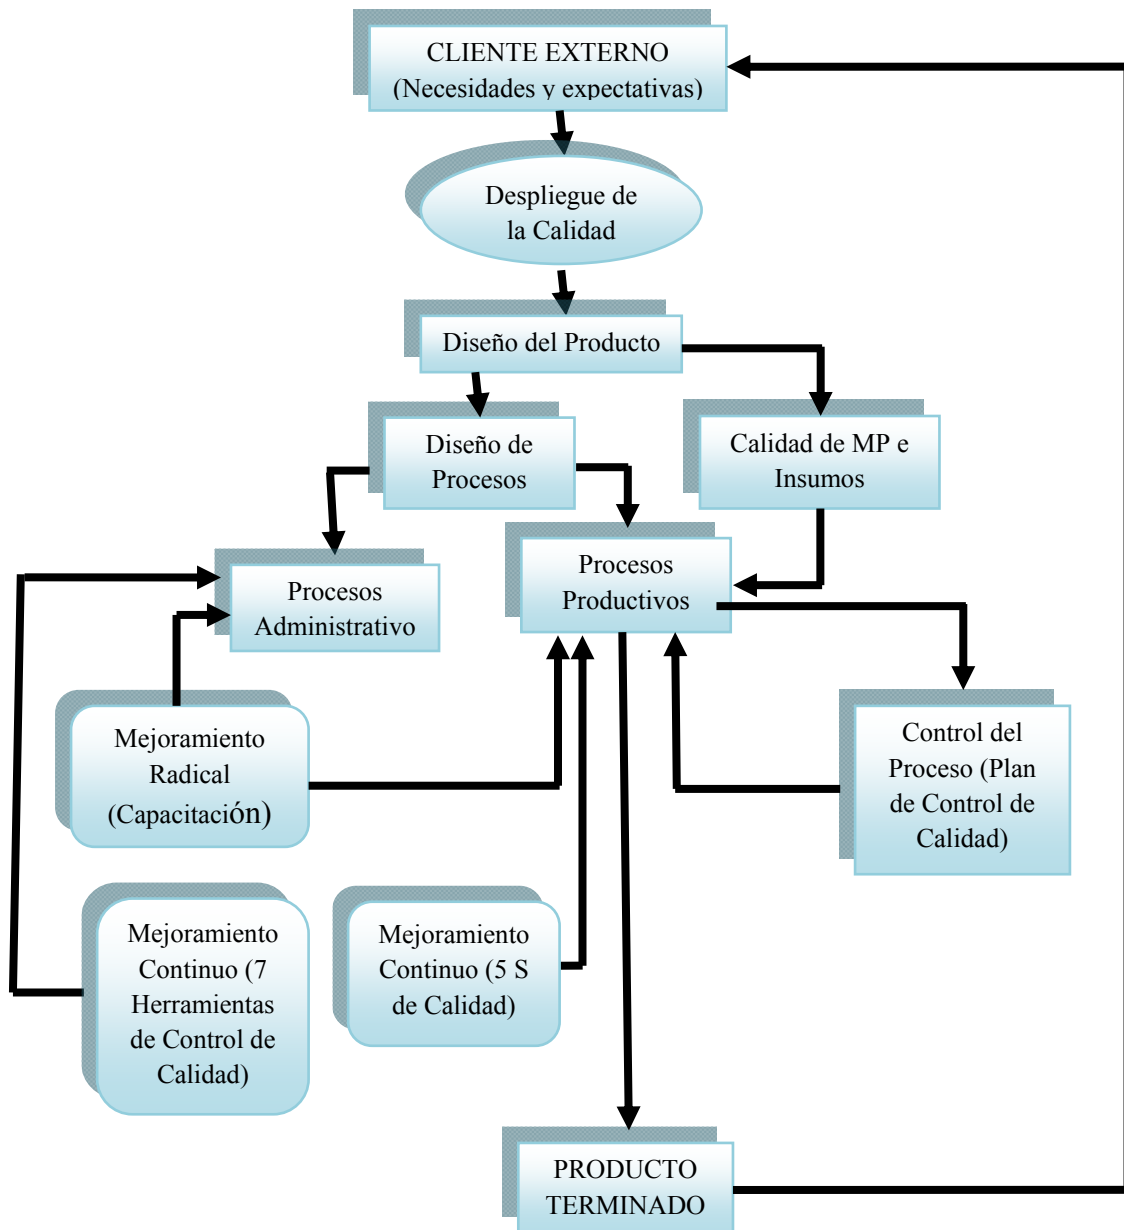 CLIENTE EXTERNO
(Necesidades y expectativas)
Despliegue de
la Calidad
Diseño del Producto
Diseño de
Procesos
Calidad de MP e
Insumos
Procesos
Administrativo
Procesos
Productivos
Mejoramiento
Radical
(Capacitación)
Control del
Proceso (Plan
de Control de
Calidad)
Mejoramiento
Continuo (7
Herramientas
de Control de
Calidad)
Mejoramiento
Continuo (5 S
de Calidad)
PRODUCTO
TERMINADO